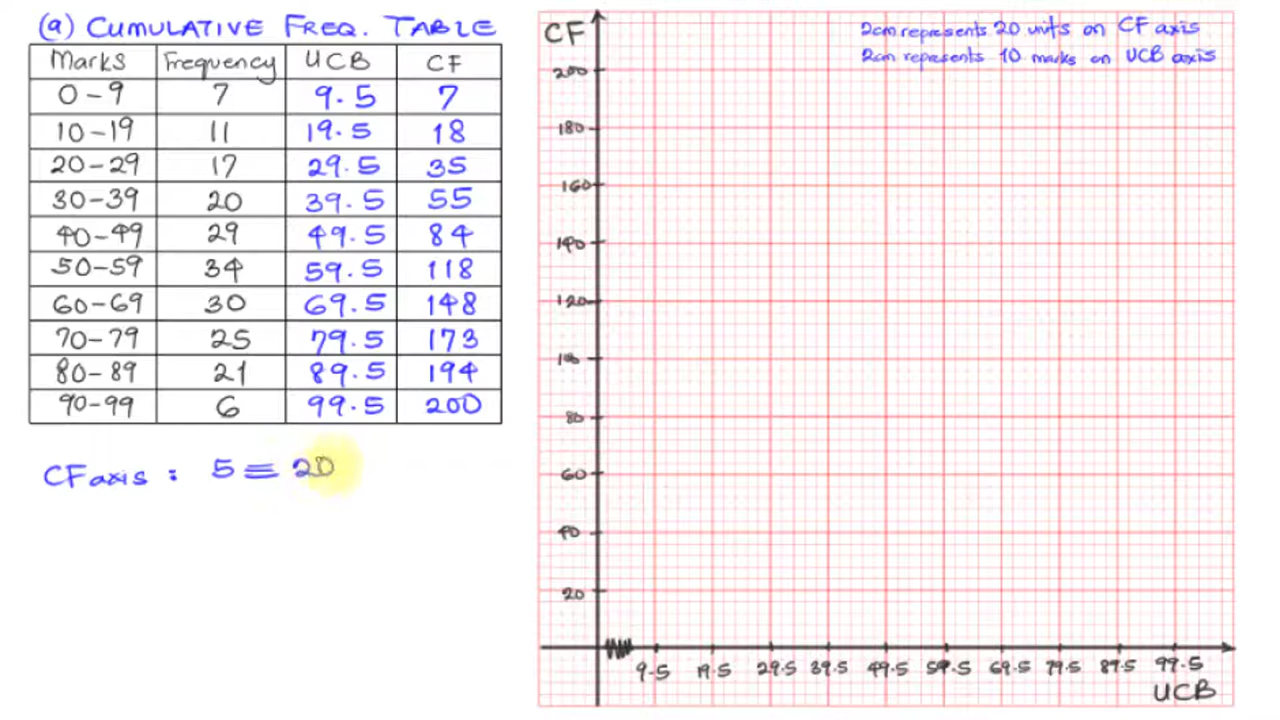 (a) CUMULATIVE FREQ. TABLE
Marks Frequency UCB CF
0-9 7 9.5 7
10-19 11 19.5 18
20-29 17 29.5 35
30-39 20 39.5 55
40-49 29 49.5 84
50-59 34 59.5 118
60-69 30 69.5 148
70-79 25 79.5 173
80-89 21 89.5 194
90-99 6 99.5 200
CF axis : 5 ≡ 20
CF
2cm represents 20 units on CF axis
2cm represents 10 marks on UCB axis
200
180
160
140
120
80
60
40
20
9.5 19.5 29.5 39.5 49.5 59.5 69.5 79.5 89.5 99.5
UCB